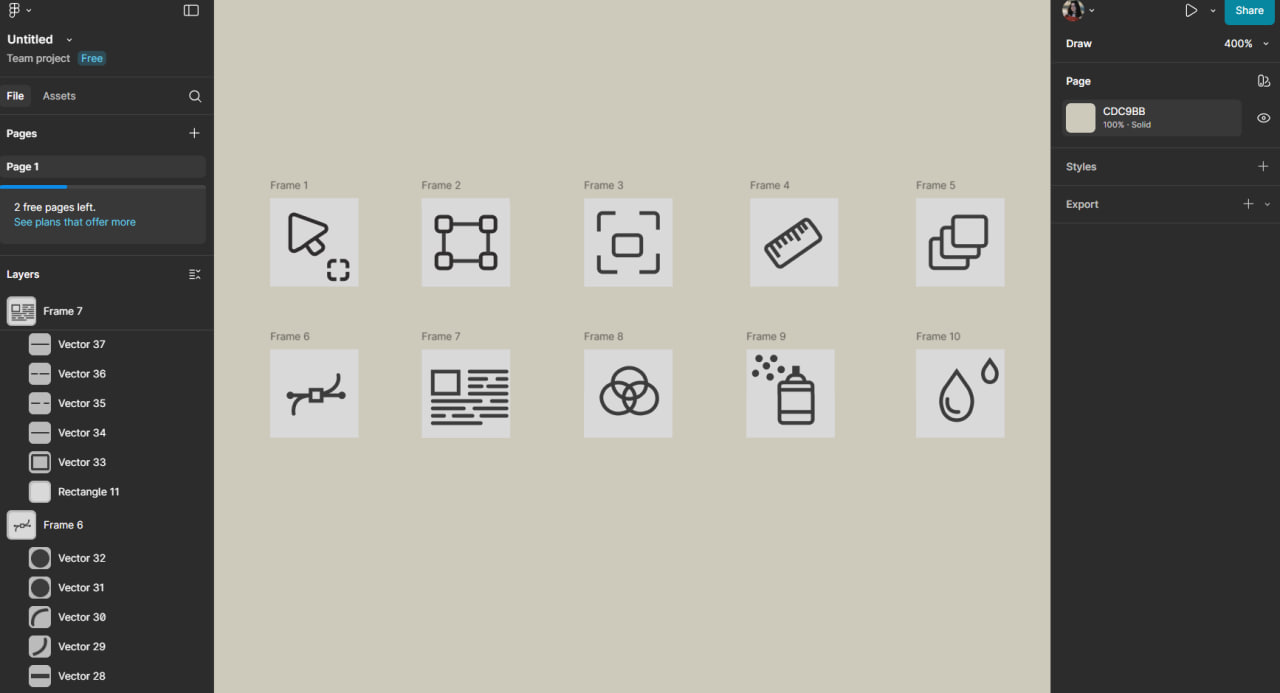 Untitled
Team project Free
File Assets
Pages
Page 1
2 free pages left.
See plans that offer more
Layers
Frame 7
Vector 37
Vector 36
Vector 35
Vector 34
Vector 33
Rectangle 11
Frame 6
Vector 32
Vector 31
Vector 30
Vector 29
Vector 28
Frame 1 Frame 2 Frame 3 Frame 4 Frame 5
Frame 6 Frame 7 Frame 8 Frame 9 Frame 10
Share
Draw 400%
Page
CDC9BB
100% · Solid
Styles
Export